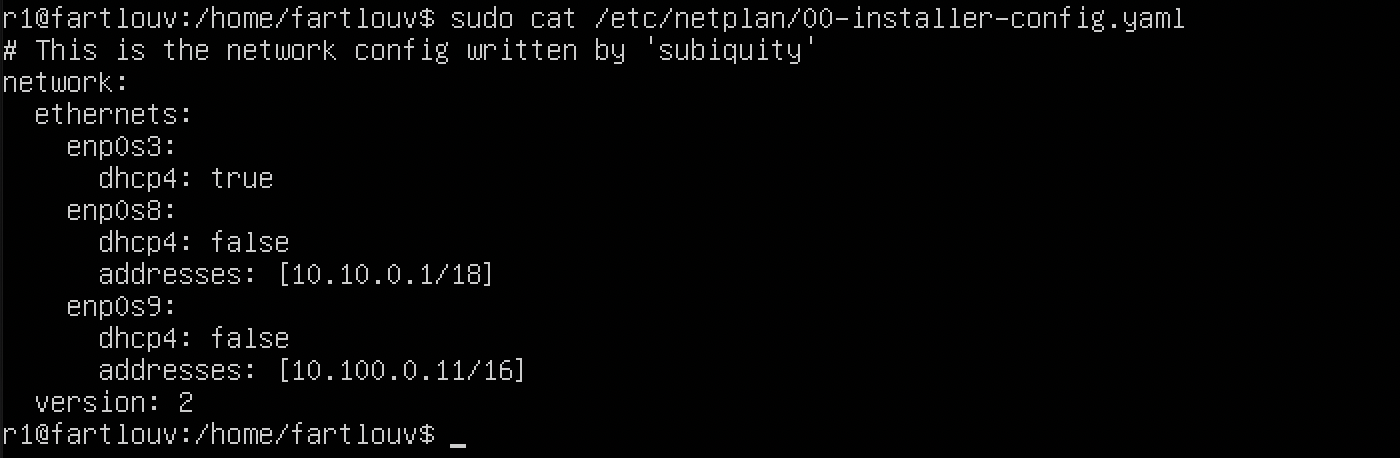 r1@fartlouv:/home/fartlouv$ sudo cat /etc/netplan/00-installer-config.yaml
# This is the network config written by 'subiquity'
network:
  ethernets:
    enp0s3:
      dhcp4: true
    enp0s8:
      dhcp4: false
      addresses: [10.10.0.1/18]
    enp0s9:
      dhcp4: false
      addresses: [10.100.0.11/16]
  version: 2
r1@fartlouv:/home/fartlouv$ _